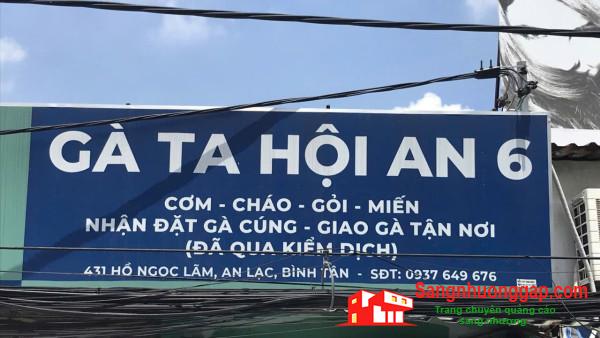 GÀ TA HỘI AN 6
CƠM - CHÁO - GỎI - MIẾN
NHẬN ĐẶT GÀ CÚNG - GIAO GÀ TẬN NƠI
(ĐÃ QUA KIỂM DỊCH)
431 HỒ NGỌC LÃM, AN LẠC, BÌNH TÂN - SĐT: 0937 649 676
Sangnhuonggap.com
Trang chuyên quảng cáo
sang nhượng